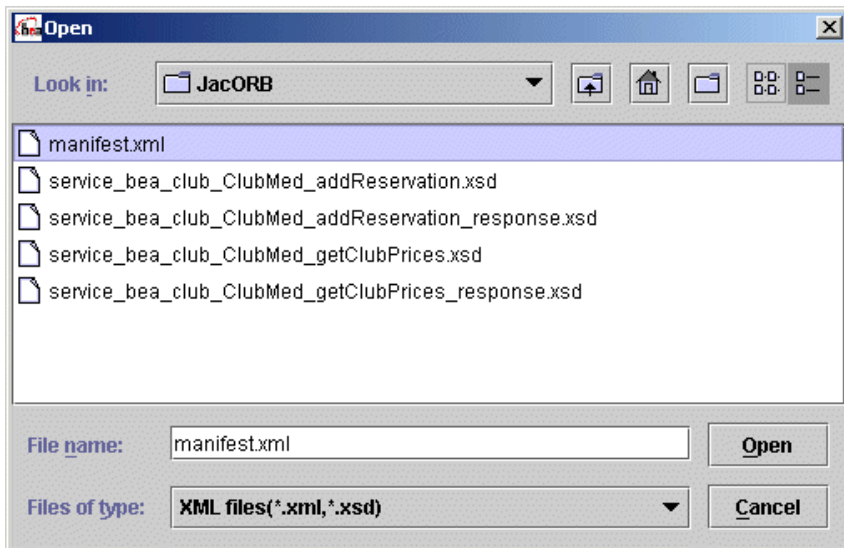 bea Open
Look in: JacORB
manifest.xml
service_bea_club_ClubMed_addReservation.xsd
service_bea_club_ClubMed_addReservation_response.xsd
service_bea_club_ClubMed_getClubPrices.xsd
service_bea_club_ClubMed_getClubPrices_response.xsd
File name: manifest.xml Open
Files of type: XML files(*.xml,*.xsd) Cancel